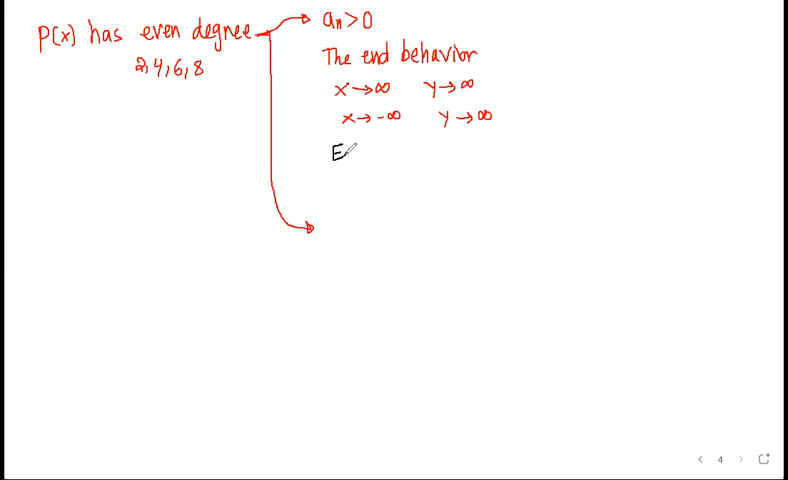 P(x) has even degree
2,4,6,8
an>0
The end behavior
x→∞ y→∞
x→-∞ y→∞
E
4